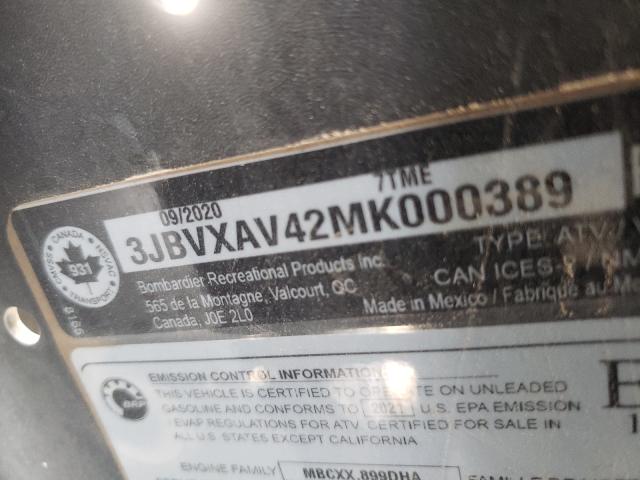 09/2020 7TME
3JBVXAV42MK000389
CANADA
931
TRANSPORT
Bombardier Recreational Products Inc.
565 de la Montagne, Valcourt, QC
Canada, J0E 2L0
TYPE: ATV /
CAN ICES-
Made in Mexico / Fabriqué au
BRP
EMISSION CONTROL INFORMATION
THIS VEHICLE IS CERTIFIED TO OPERATE ON UNLEADED
GASOLINE AND CONFORMS TO 2021 U.S. EPA EMISSION
/ EVAP REGULATIONS FOR ATV. CERTIFIED FOR SALE IN
ALL U.S. STATES EXCEPT CALIFORNIA.
ENGINE FAMILY MBCXX.899DHA